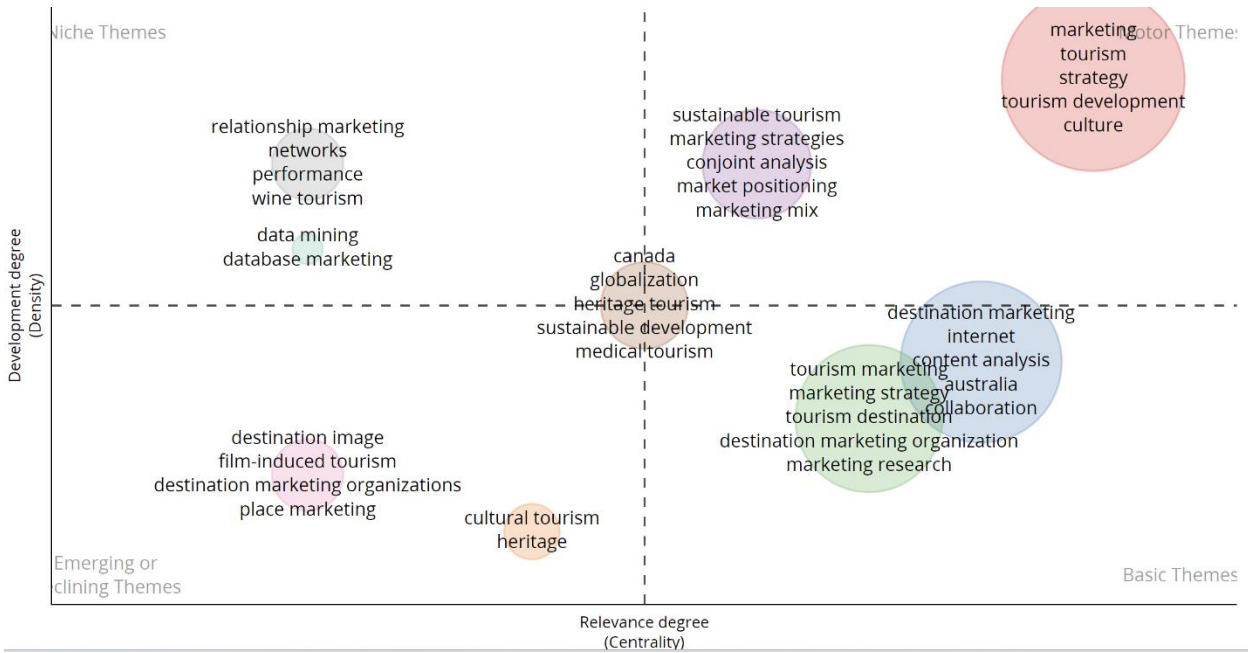 Niche Themes
Motor Themes
marketing
tourism
strategy
tourism development
culture
sustainable tourism
marketing strategies
conjoint analysis
market positioning
marketing mix
relationship marketing
networks
performance
wine tourism
data mining
database marketing
canada
globalization
heritage tourism
sustainable development
medical tourism
destination marketing
internet
content analysis
australia
collaboration
tourism marketing
marketing strategy
tourism destination
destination marketing organization
marketing research
destination image
film-induced tourism
destination marketing organizations
place marketing
cultural tourism
heritage
Emerging or
eclining Themes
Basic Themes
Development degree
(Density)
Relevance degree
(Centrality)